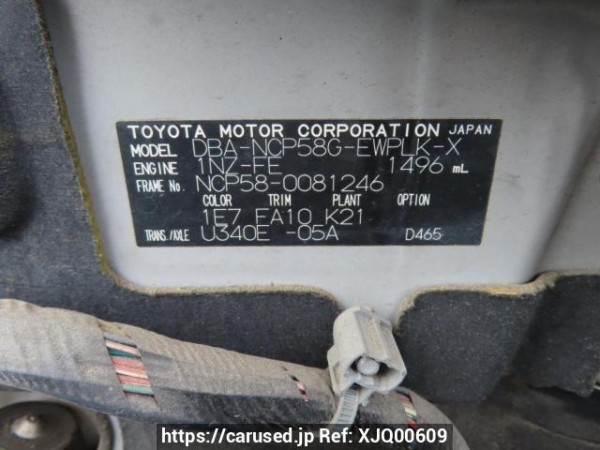 TOYOTA MOTOR CORPORATION JAPAN
MODEL DBA-NCP58G-EWPLK-X
ENGINE 1NZ-FE 1496 mL
FRAME No. NCP58-0081246
COLOR TRIM PLANT OPTION
1E7 FA10 K21
TRANS./AXLE U340E -05A D465
https://carused.jp Ref: XJQ00609